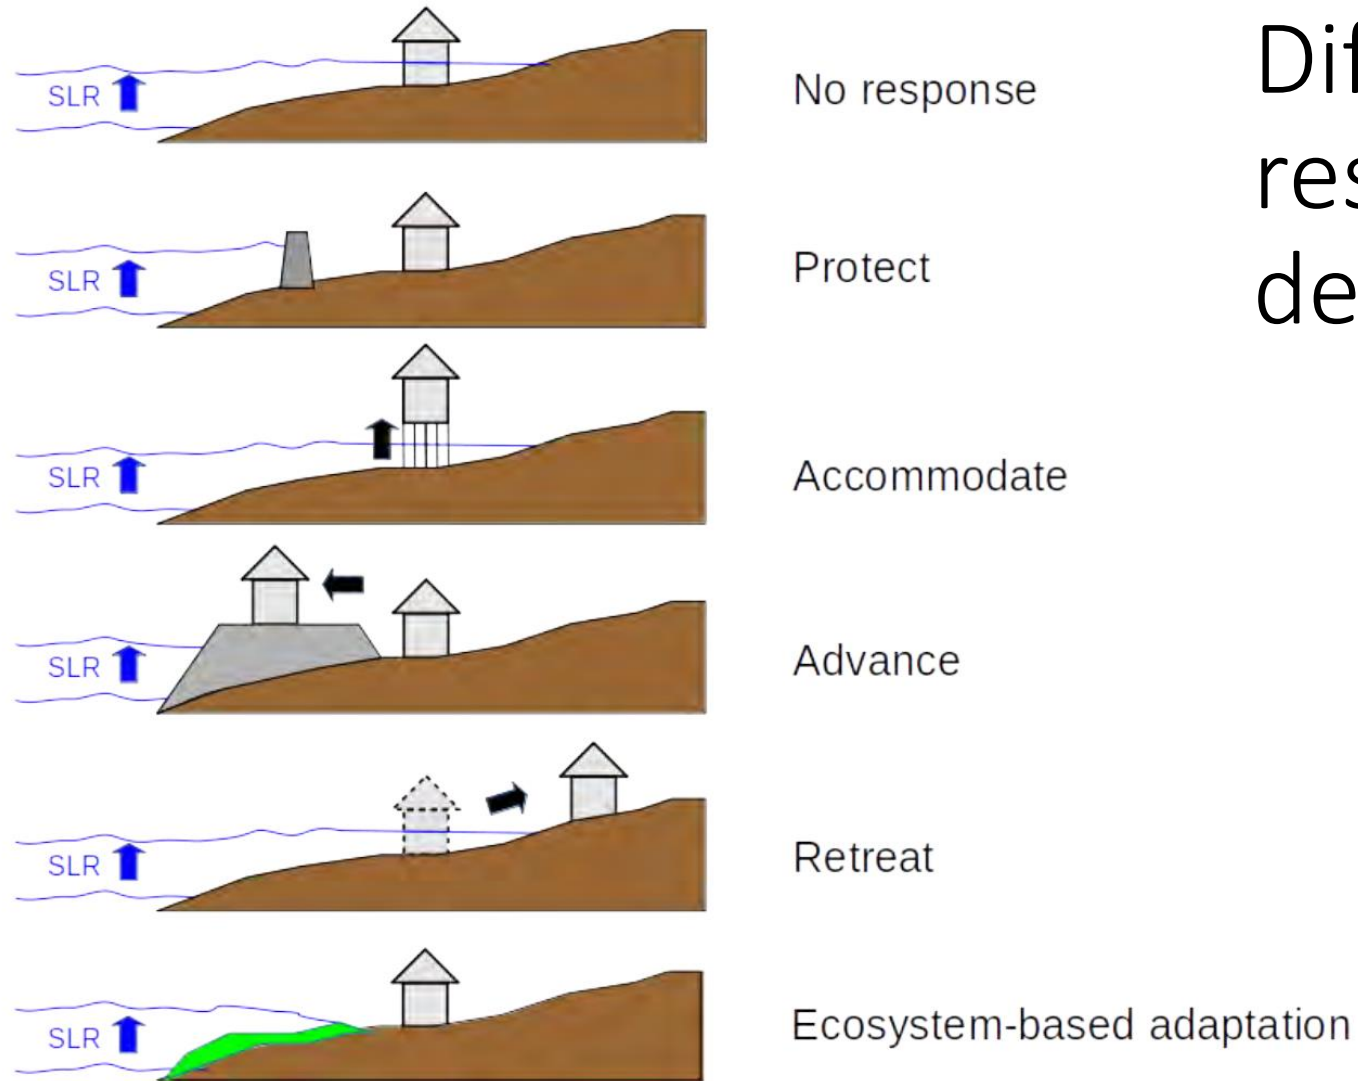 SLR
No response
SLR
Protect
SLR
Accommodate
SLR
Advance
SLR
Retreat
SLR
Ecosystem-based adaptation